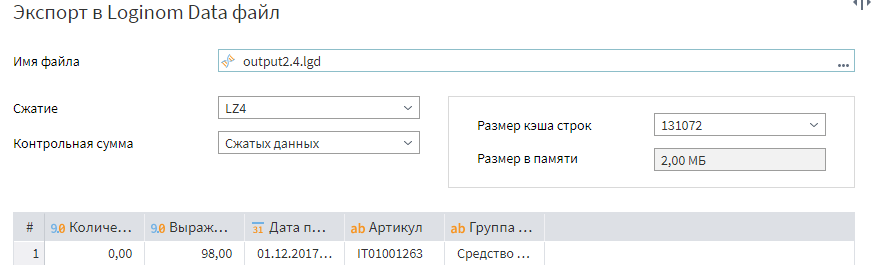 Экспорт в Loginom Data файл
Имя файла output2.4.lgd ...
Сжатие LZ4
Контрольная сумма Сжатых данных
Размер кэша строк 131072
Размер в памяти 2,00 МБ
# 9.0 Количе... 9.0 Выраж... 31 Дата п... ab Артикул ab Группа ...
1 0,00 98,00 01.12.2017... IT01001263 Средство ...